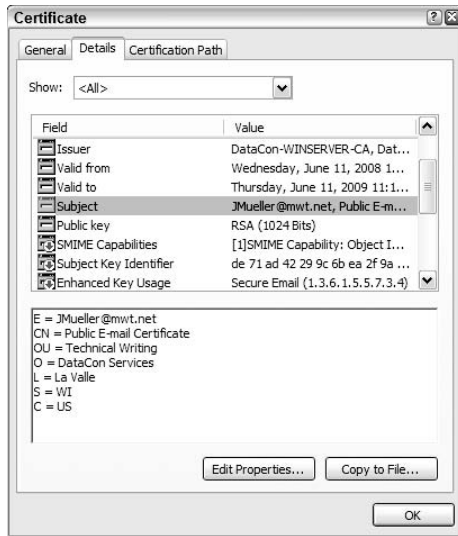 Certificate
General Details Certification Path
Show: <All>
Field Value
Issuer DataCon-WINSERVER-CA, Dat...
Valid from Wednesday, June 11, 2008 1...
Valid to Thursday, June 11, 2009 11:1...
Subject JMueller@mwt.net, Public E-m...
Public key RSA (1024 Bits)
SMIME Capabilities [1]SMIME Capability: Object I...
Subject Key Identifier de 71 ad 42 29 9c 6b ea 2f 9a ...
Enhanced Key Usage Secure Email (1.3.6.1.5.5.7.3.4)
E = JMueller@mwt.net
CN = Public E-mail Certificate
OU = Technical Writing
O = DataCon Services
L = La Valle
S = WI
C = US
Edit Properties... Copy to File...
OK